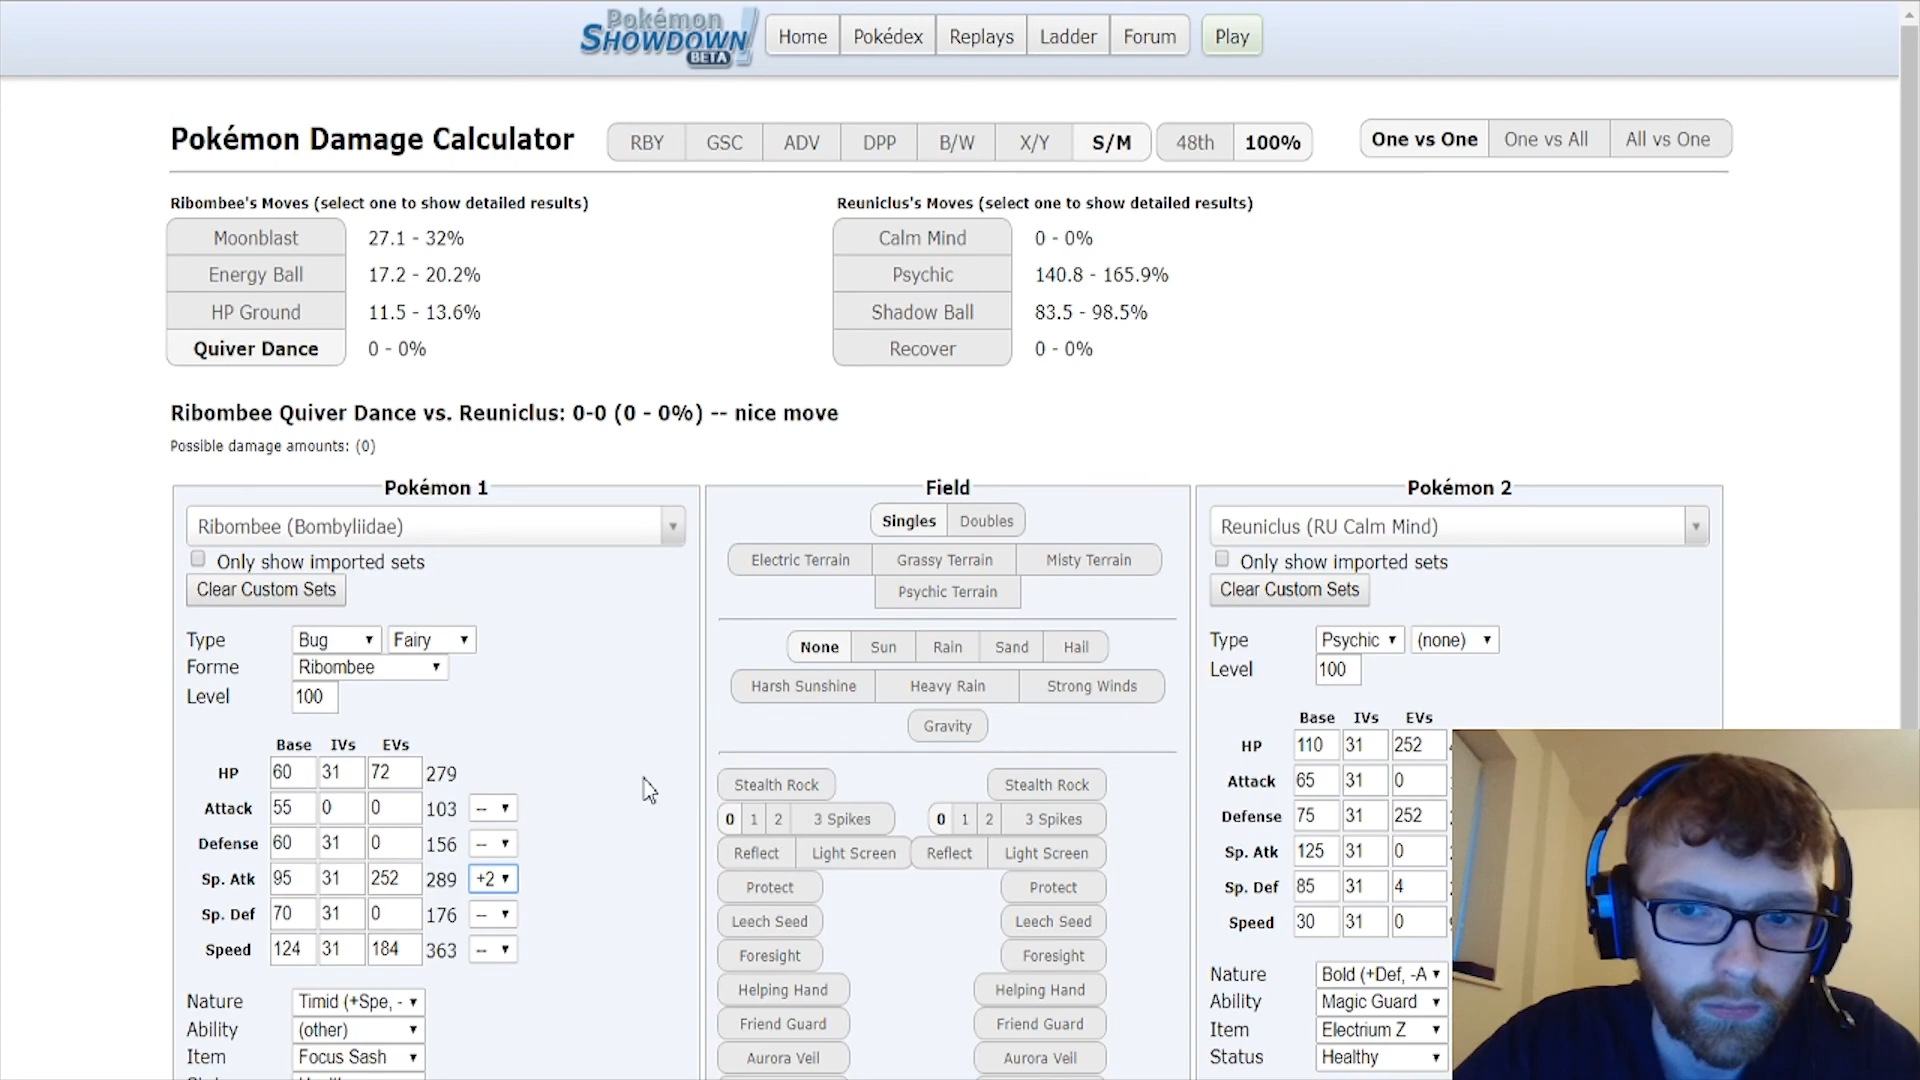 Pokémon
SHOWDOWN!
BETA
Home Pokédex Replays Ladder Forum Play
Pokémon Damage Calculator
RBY GSC ADV DPP B/W X/Y S/M 48th 100%
One vs One One vs All All vs One
Ribombee's Moves (select one to show detailed results)
Moonblast 27.1 - 32%
Energy Ball 17.2 - 20.2%
HP Ground 11.5 - 13.6%
Quiver Dance 0 - 0%
Reuniclus's Moves (select one to show detailed results)
Calm Mind 0 - 0%
Psychic 140.8 - 165.9%
Shadow Ball 83.5 - 98.5%
Recover 0 - 0%
Ribombee Quiver Dance vs. Reuniclus: 0-0 (0 - 0%) -- nice move
Possible damage amounts: (0)
Pokémon 1
Ribombee (Bombyliidae)
Only show imported sets
Clear Custom Sets
Type Bug Fairy
Forme Ribombee
Level 100
Base IVs EVs
HP 60 31 72 279
Attack 55 0 0 103 --
Defense 60 31 0 156 --
Sp. Atk 95 31 252 289 +2
Sp. Def 70 31 0 176 --
Speed 124 31 184 363 --
Nature Timid (+Spe, -
Ability (other)
Item Focus Sash
Field
Singles Doubles
Electric Terrain Grassy Terrain Misty Terrain
Psychic Terrain
None Sun Rain Sand Hail
Harsh Sunshine Heavy Rain Strong Winds
Gravity
Stealth Rock Stealth Rock
0 1 2 3 Spikes 0 1 2 3 Spikes
Reflect Light Screen Reflect Light Screen
Protect Protect
Leech Seed Leech Seed
Foresight Foresight
Helping Hand Helping Hand
Friend Guard Friend Guard
Aurora Veil Aurora Veil
Pokémon 2
Reuniclus (RU Calm Mind)
Only show imported sets
Clear Custom Sets
Type Psychic (none)
Level 100
Base IVs EVs
HP 110 31 252
Attack 65 31 0
Defense 75 31 252
Sp. Atk 125 31 0
Sp. Def 85 31 4
Speed 30 31 0
Nature Bold (+Def, -A
Ability Magic Guard
Item Electrium Z
Status Healthy